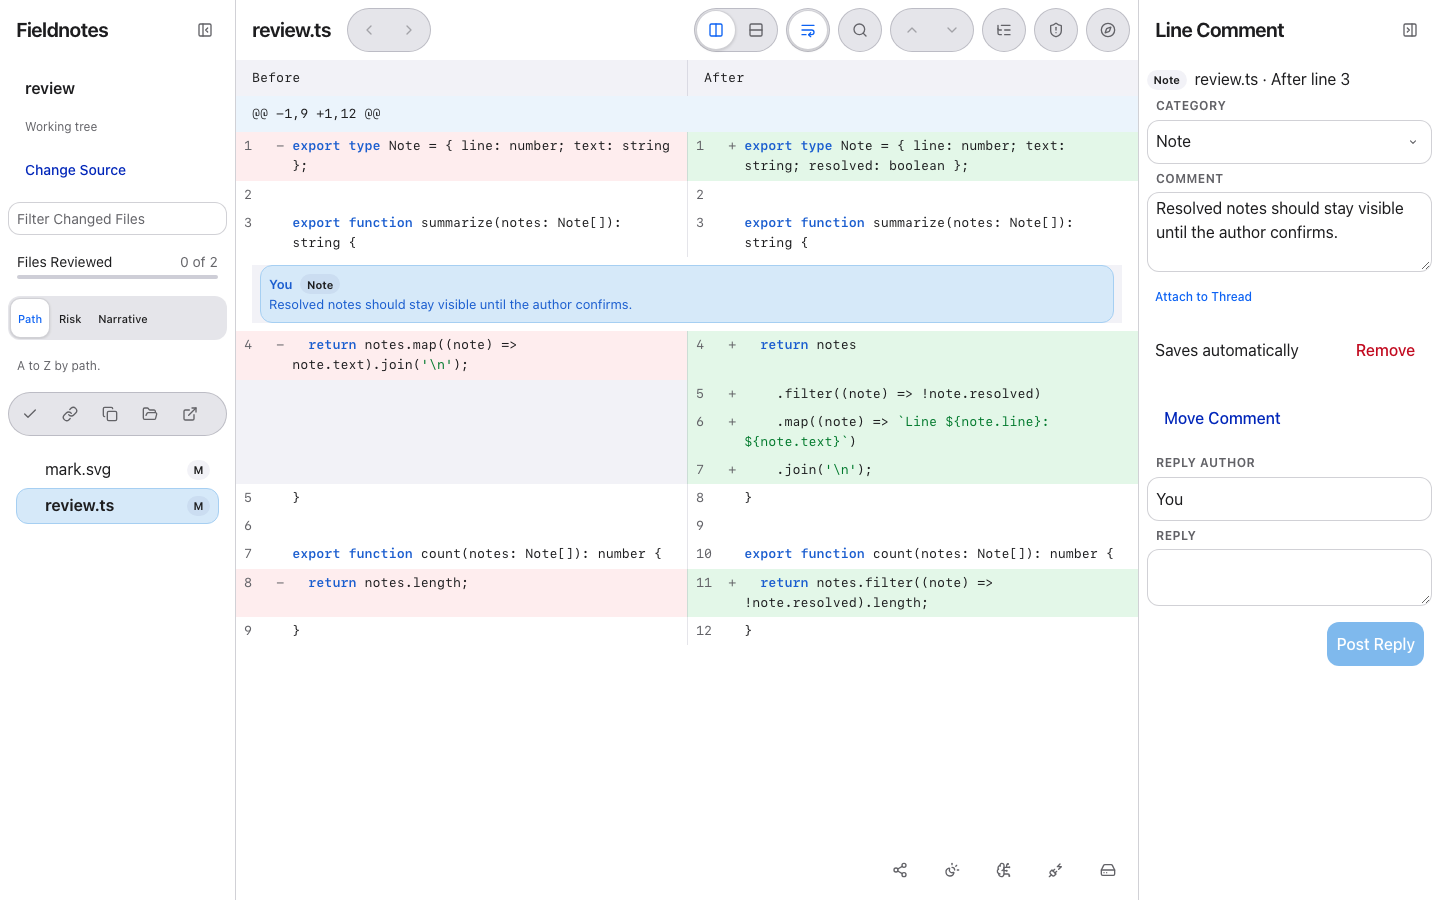 Fieldnotes
review
Working tree
Change Source
Filter Changed Files
Files Reviewed 0 of 2
Path Risk Narrative
A to Z by path.
mark.svg M
review.ts M
review.ts
Before After
@@ −1,9 +1,12 @@
1 − export type Note = { line: number; text: string
};
1 + export type Note = { line: number; text:
string; resolved: boolean };
2 2
3 export function summarize(notes: Note[]):
string {
3 export function summarize(notes: Note[]):
string {
You Note
Resolved notes should stay visible until the author confirms.
4 − return notes.map((note) =>
note.text).join('\n');
4 + return notes
5 + .filter((note) => !note.resolved)
6 + .map((note) => `Line ${note.line}:
${note.text}`)
7 + .join('\n');
5 } 8 }
6 9
7 export function count(notes: Note[]): number { 10 export function count(notes: Note[]): number {
8 − return notes.length;
11 + return notes.filter((note) =>
!note.resolved).length;
9 } 12 }
Line Comment
Note review.ts · After line 3
CATEGORY
Note
COMMENT
Resolved notes should stay visible
until the author confirms.
Attach to Thread
Saves automatically Remove
Move Comment
REPLY AUTHOR
You
REPLY
Post Reply